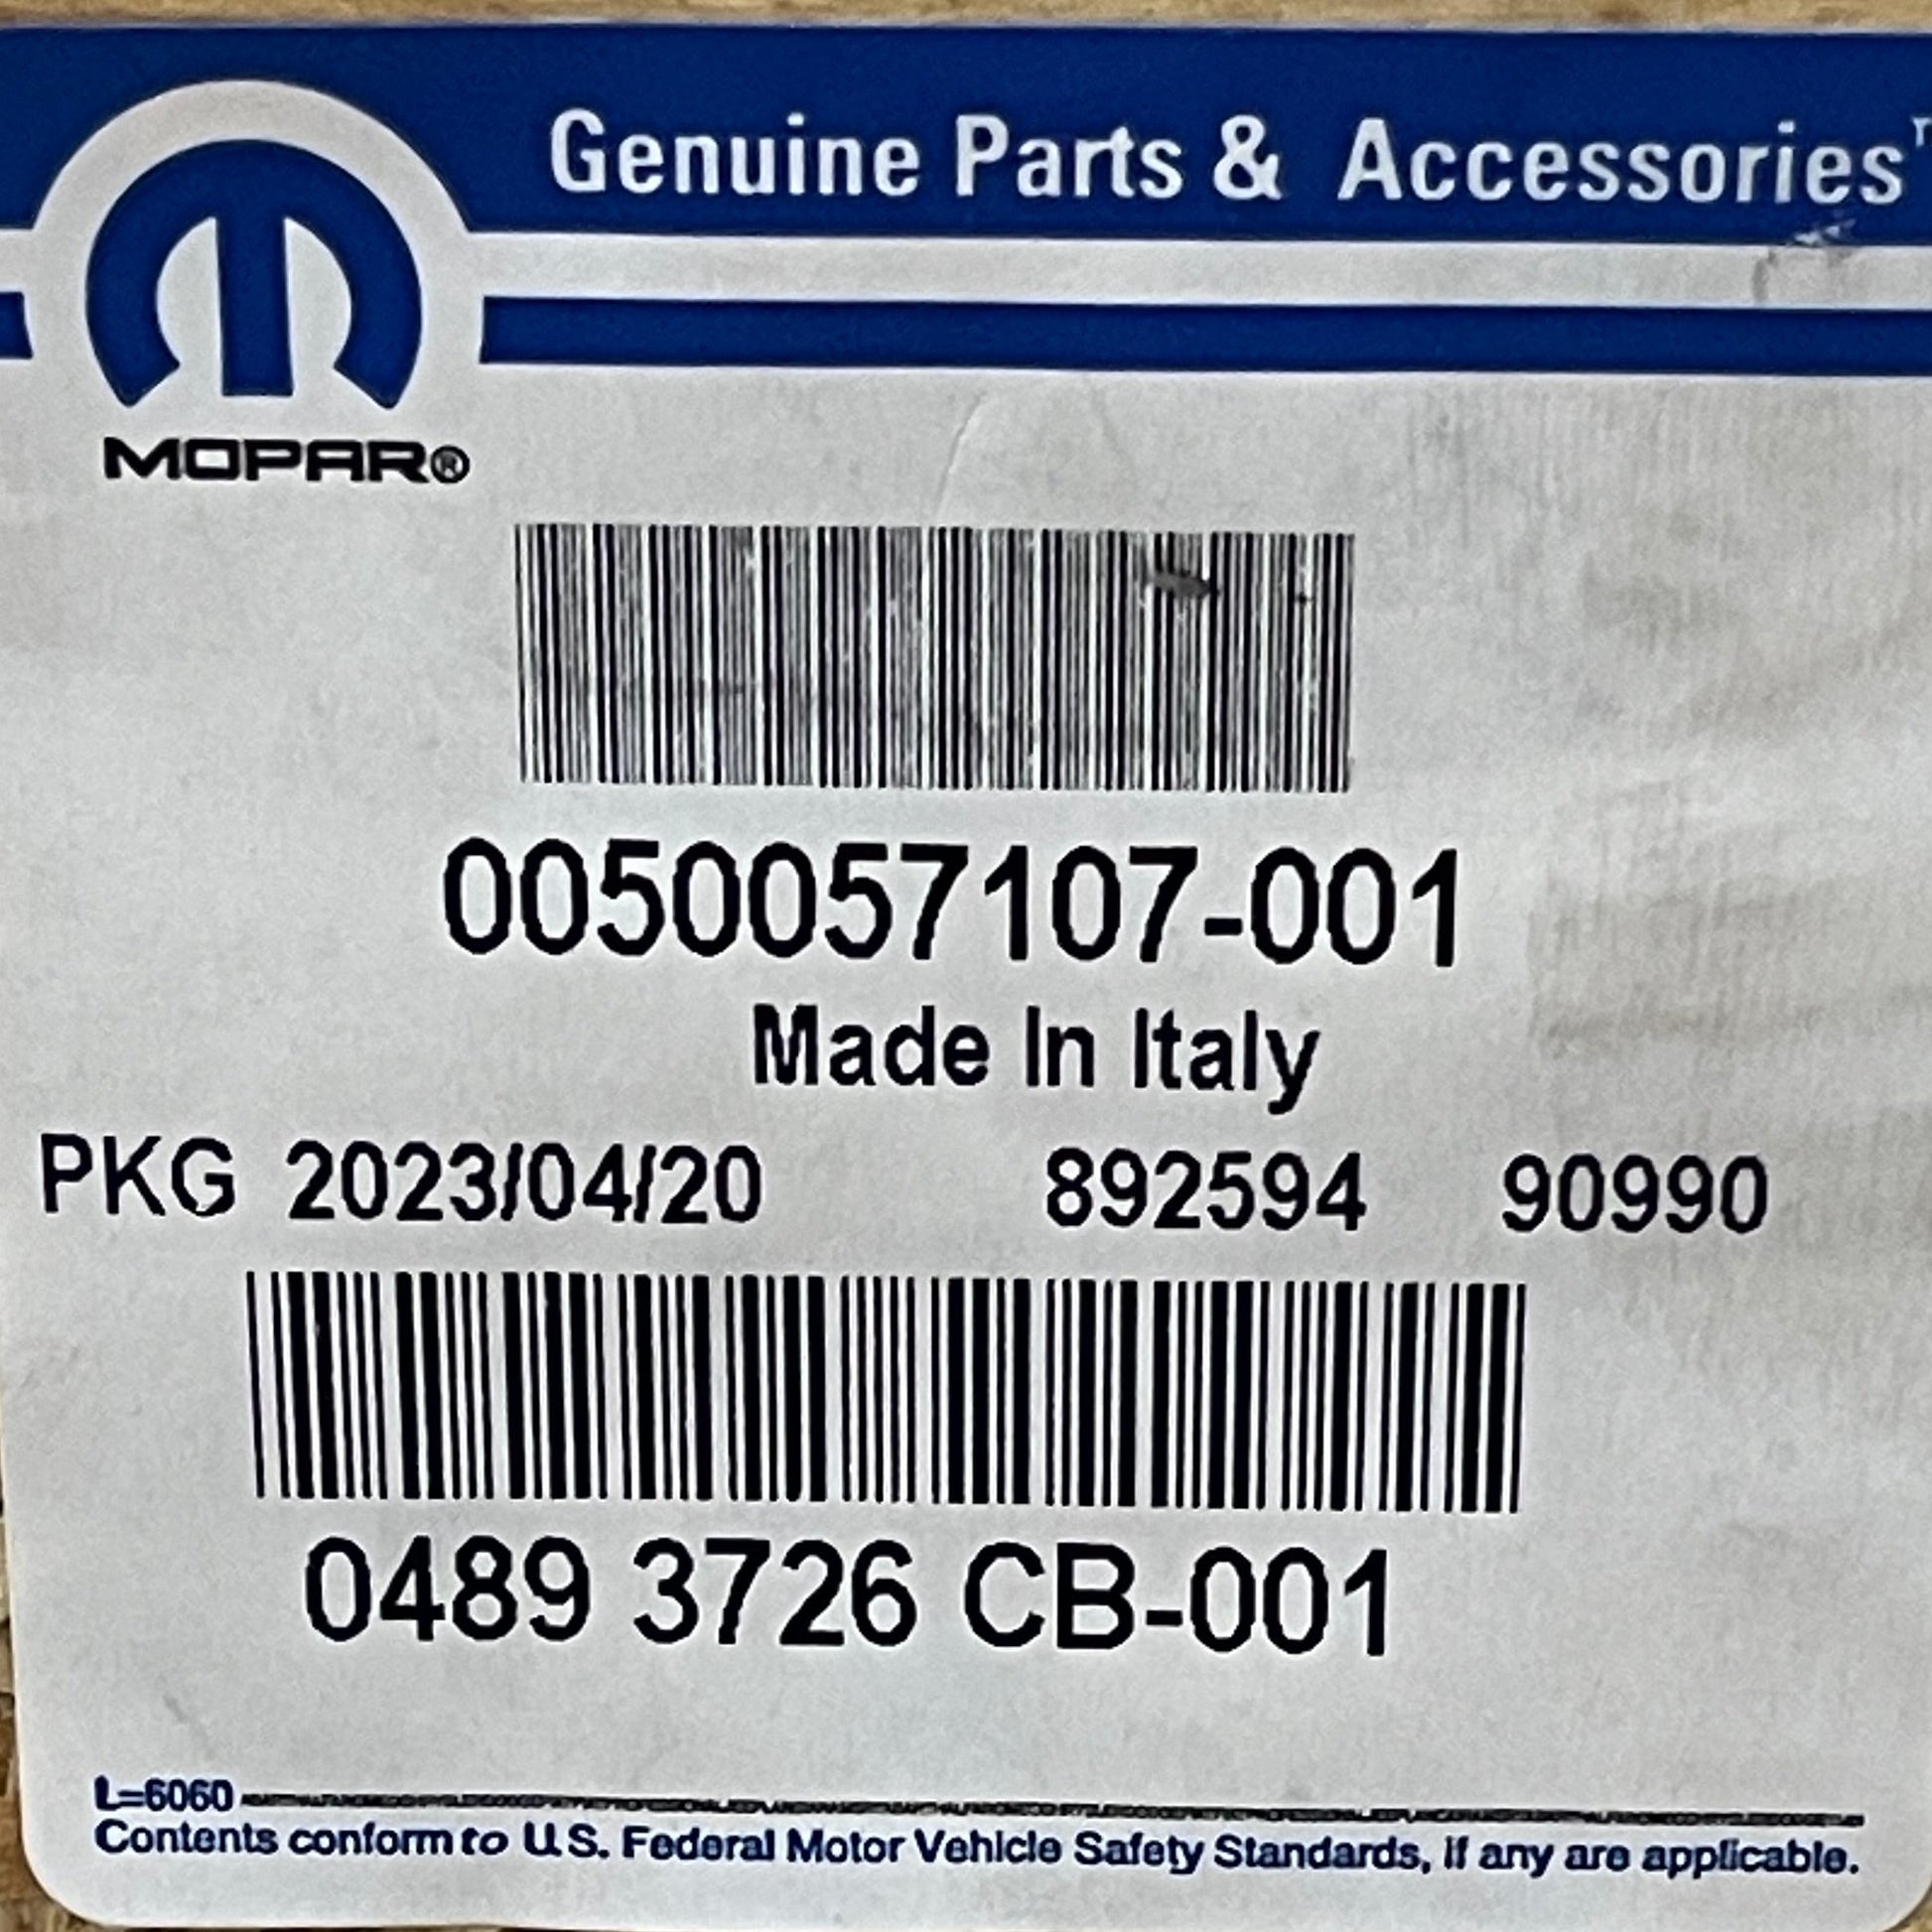 Genuine Parts & Accessories™
MOPAR®
0050057107-001
Made In Italy
PKG 2023/04/20 892594 90990
0489 3726 CB-001
L=6060
Contents conform to U.S. Federal Motor Vehicle Safety Standards, if any are applicable.